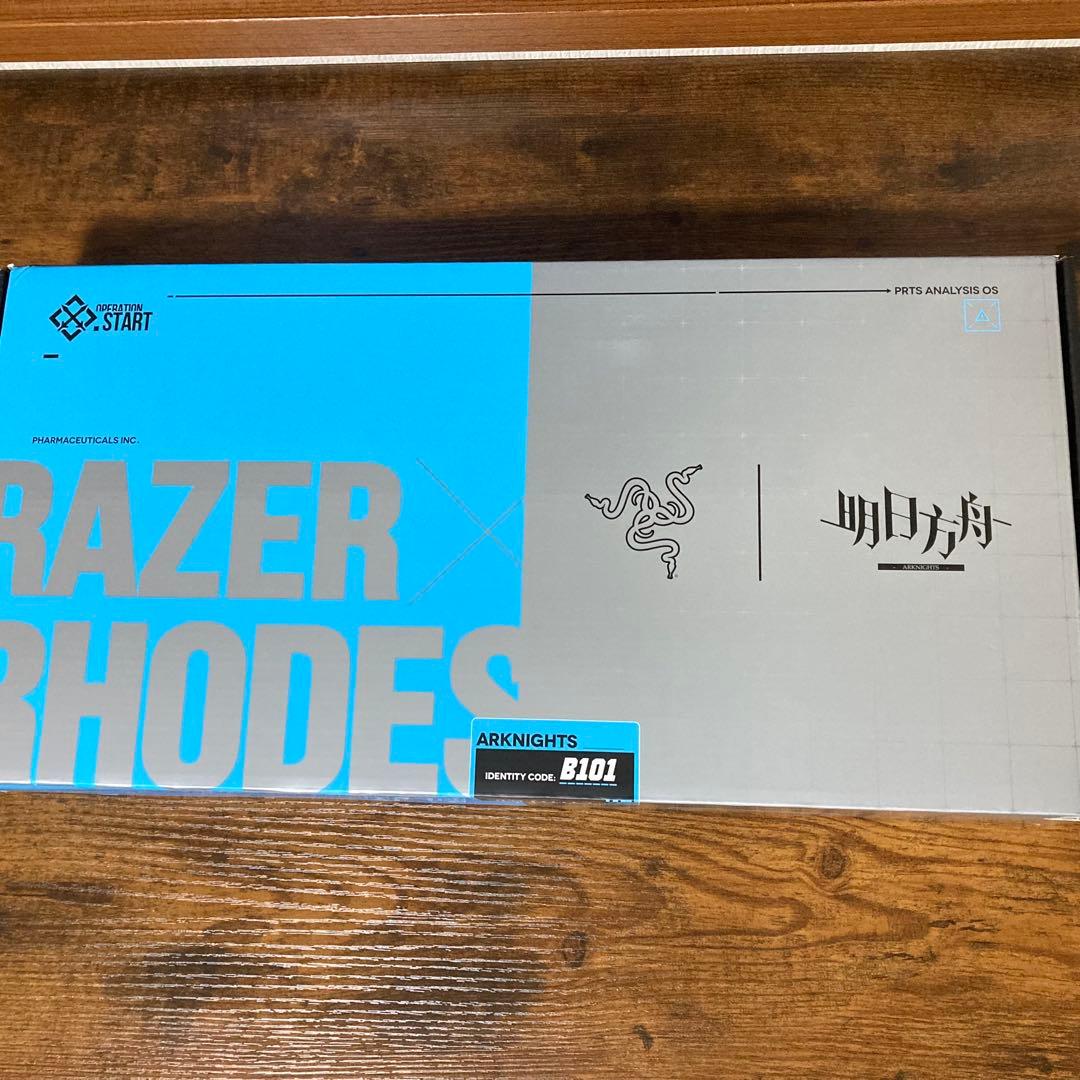 OPERATION
.START
PRTS ANALYSIS OS
PHARMACEUTICALS INC.
RAZER
RHODES
明日方舟
ARKNIGHTS
ARKNIGHTS
IDENTITY CODE: B101